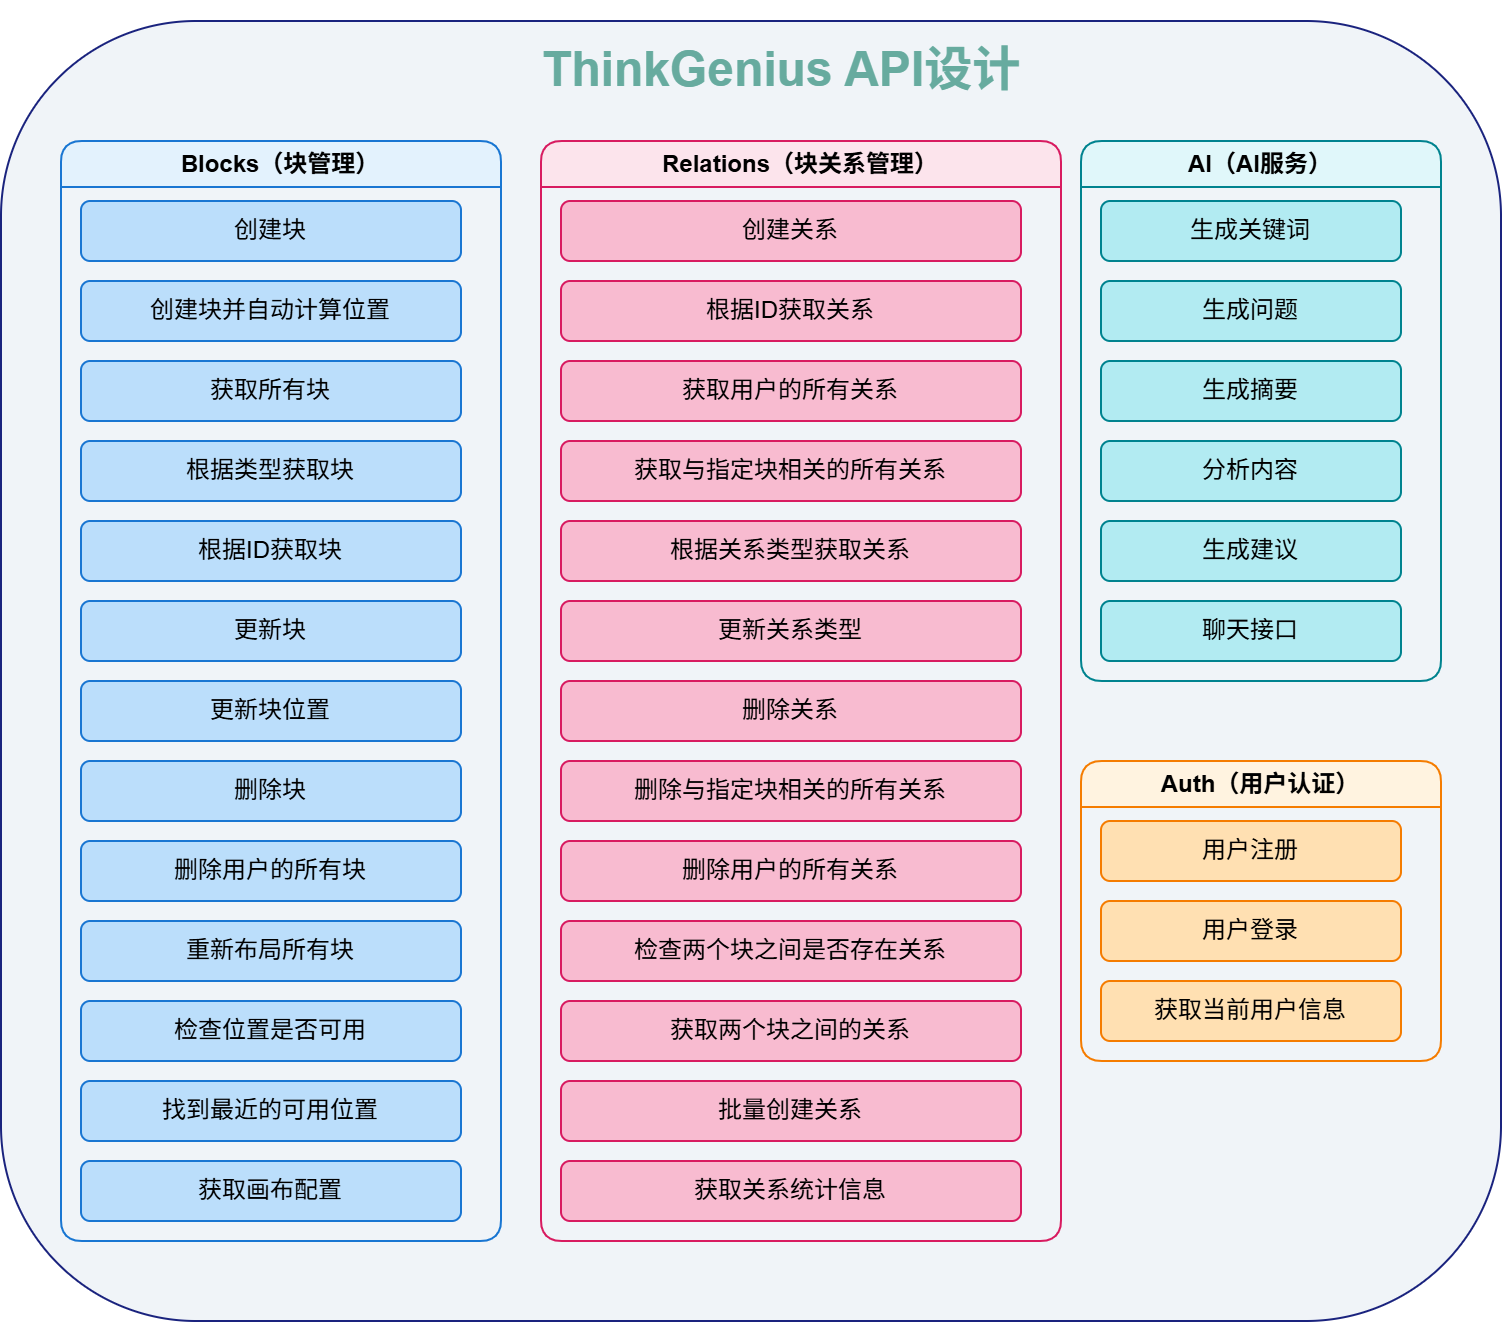 ThinkGenius API设计
Blocks（块管理）
创建块
创建块并自动计算位置
获取所有块
根据类型获取块
根据ID获取块
更新块
更新块位置
删除块
删除用户的所有块
重新布局所有块
检查位置是否可用
找到最近的可用位置
获取画布配置
Relations（块关系管理）
创建关系
根据ID获取关系
获取用户的所有关系
获取与指定块相关的所有关系
根据关系类型获取关系
更新关系类型
删除关系
删除与指定块相关的所有关系
删除用户的所有关系
检查两个块之间是否存在关系
获取两个块之间的关系
批量创建关系
获取关系统计信息
AI（AI服务）
生成关键词
生成问题
生成摘要
分析内容
生成建议
聊天接口
Auth（用户认证）
用户注册
用户登录
获取当前用户信息